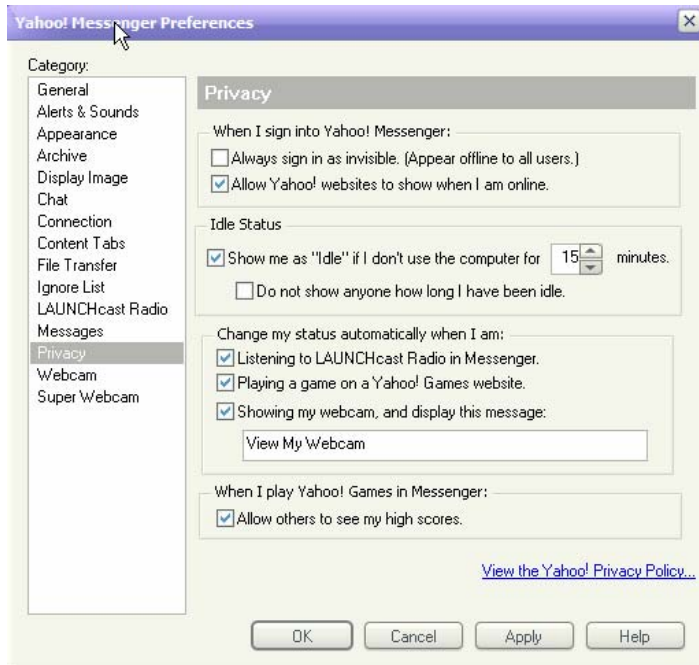 Yahoo! Messenger Preferences
Category:
General
Alerts & Sounds
Appearance
Archive
Display Image
Chat
Connection
Content Tabs
File Transfer
Ignore List
LAUNCHcast Radio
Messages
Privacy
Webcam
Super Webcam
Privacy
When I sign into Yahoo! Messenger:
Always sign in as invisible. (Appear offline to all users.)
Allow Yahoo! websites to show when I am online.
Idle Status
Show me as "Idle" if I don't use the computer for 15 minutes.
Do not show anyone how long I have been idle.
Change my status automatically when I am:
Listening to LAUNCHcast Radio in Messenger.
Playing a game on a Yahoo! Games website.
Showing my webcam, and display this message:
View My Webcam
When I play Yahoo! Games in Messenger:
Allow others to see my high scores.
View the Yahoo! Privacy Policy...
OK Cancel Apply Help